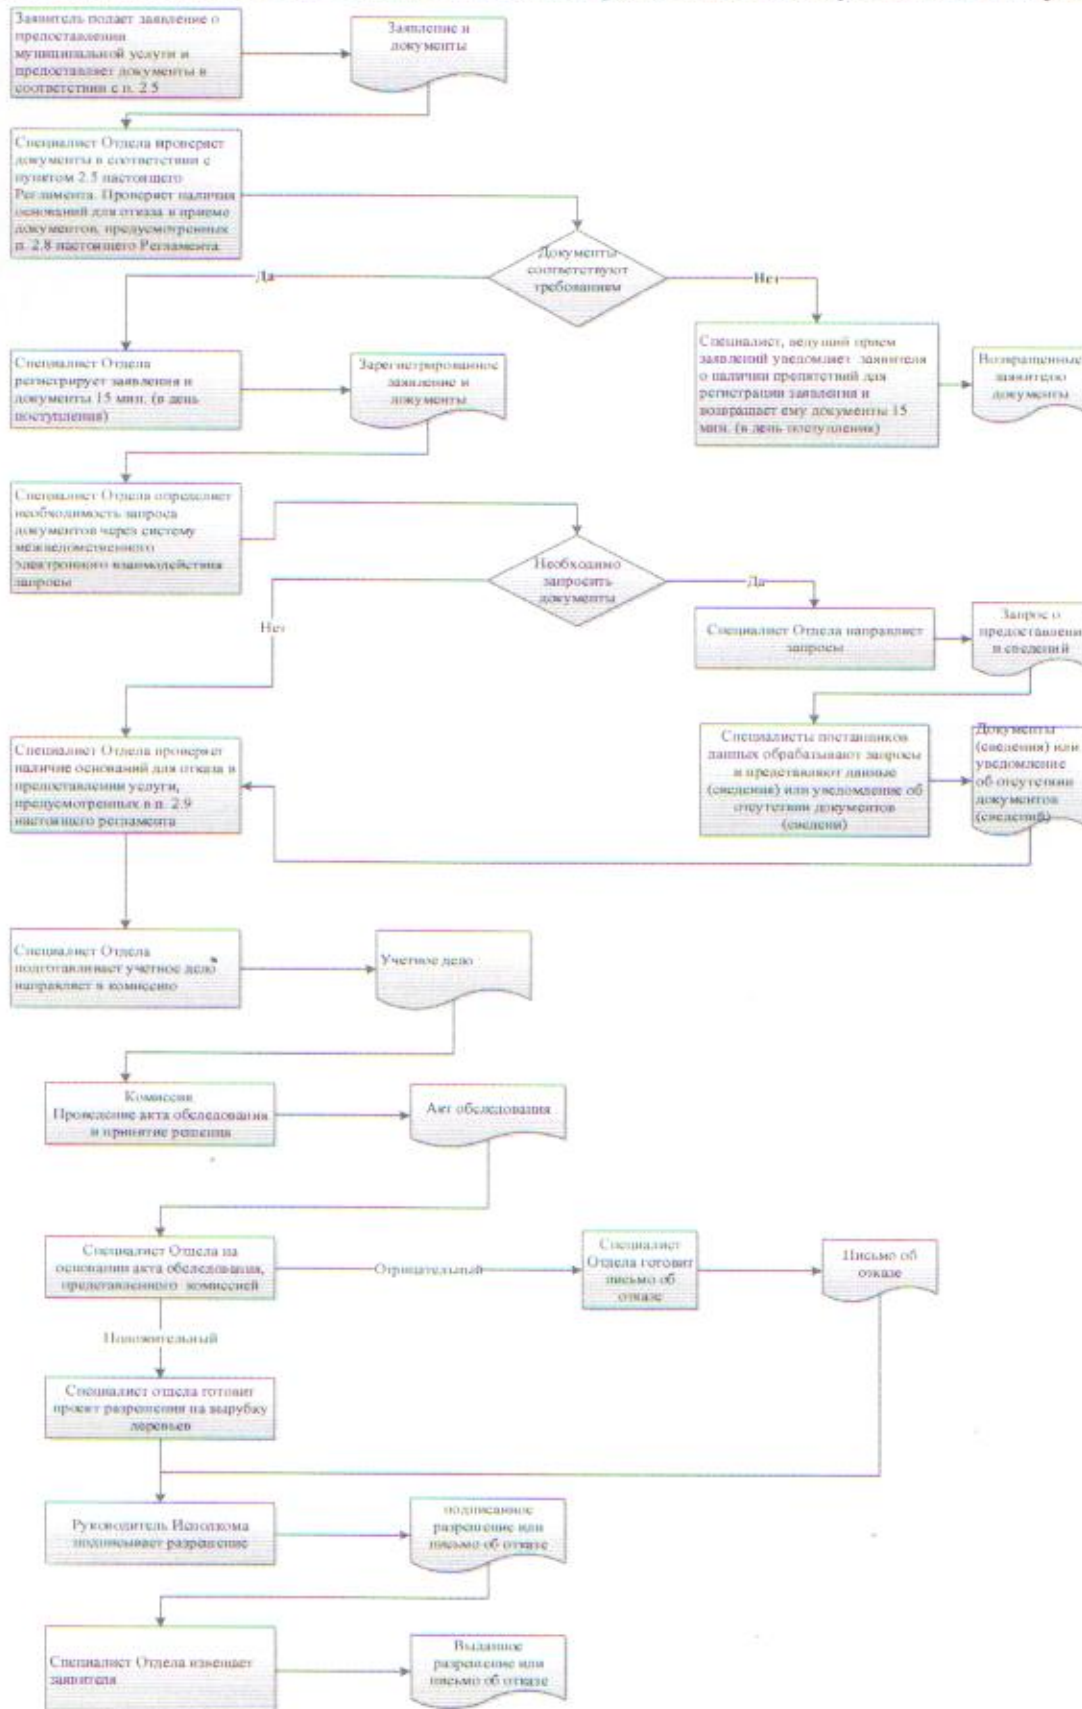 Заявитель подает заявление о
предоставлении
муниципальной услуги и
предоставляет документы в
соответствии с п. 2.5
Заявление и
документы
Специалист Отдела проверяет
документы в соответствии с
пунктом 2.5 настоящего
Регламента. Проверяет наличия
оснований для отказа в приеме
документов, предусмотренных
п. 2.8 настоящего Регламента
Документы
соответствуют
требованиям
Да
Нет
Специалист Отдела
регистрирует заявления и
документы 15 мин. (в день
поступления)
Зарегистрированное
заявление и
документы
Специалист, ведущий прием
заявлений уведомляет заявителя
о наличии препятствий для
регистрации заявления и
возвращает ему документы 15
мин. (в день поступления)
Возвращенные
заявителю
документы
Специалист Отдела определяет
необходимость запроса
документов через систему
межведомственного
электронного взаимодействия
запросы
Необходимо
запросить
документы
Да
Нет
Специалист Отдела направляет
запросы
Запрос о
предоставлени
и сведений
Специалист Отдела проверяет
наличие оснований для отказа в
предоставлении услуги,
предусмотренных в п. 2.9
настоящего регламента
Специалисты поставщиков
данных обрабатывают запросы
и представляют данные
(сведения) или уведомление об
отсутствии документов
(сведени)
Документы
(сведения) или
уведомление
об отсутствии
документов
(сведений)
Специалист Отдела
подготавливает учетное дело
направляет в комиссию
Учетное дело
Комиссия
Проведение акта обследования
и принятие решения
Акт обследования
Специалист Отдела на
основании акта обследования,
представленного комиссией
Отрицательный
Специалист
Отдела готовит
письмо об
отказе
Письмо об
отказе
Положительный
Специалист отдела готовит
проект разрешения на вырубку
деревьев
Руководитель Исполкома
подписывает разрешение
подписанное
разрешение или
письмо об отказе
Специалист Отдела извещает
заявителя
Выданное
разрешение или
письмо об отказе